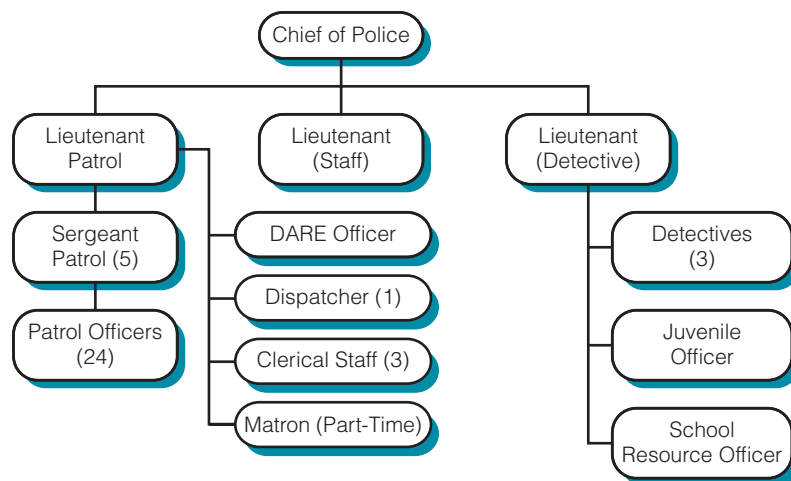 Chief of Police
Lieutenant
Patrol
Lieutenant
(Staff)
Lieutenant
(Detective)
Sergeant
Patrol (5)
DARE Officer
Detectives
(3)
Dispatcher (1)
Patrol Officers
(24)
Clerical Staff (3)
Juvenile
Officer
Matron (Part-Time)
School
Resource Officer